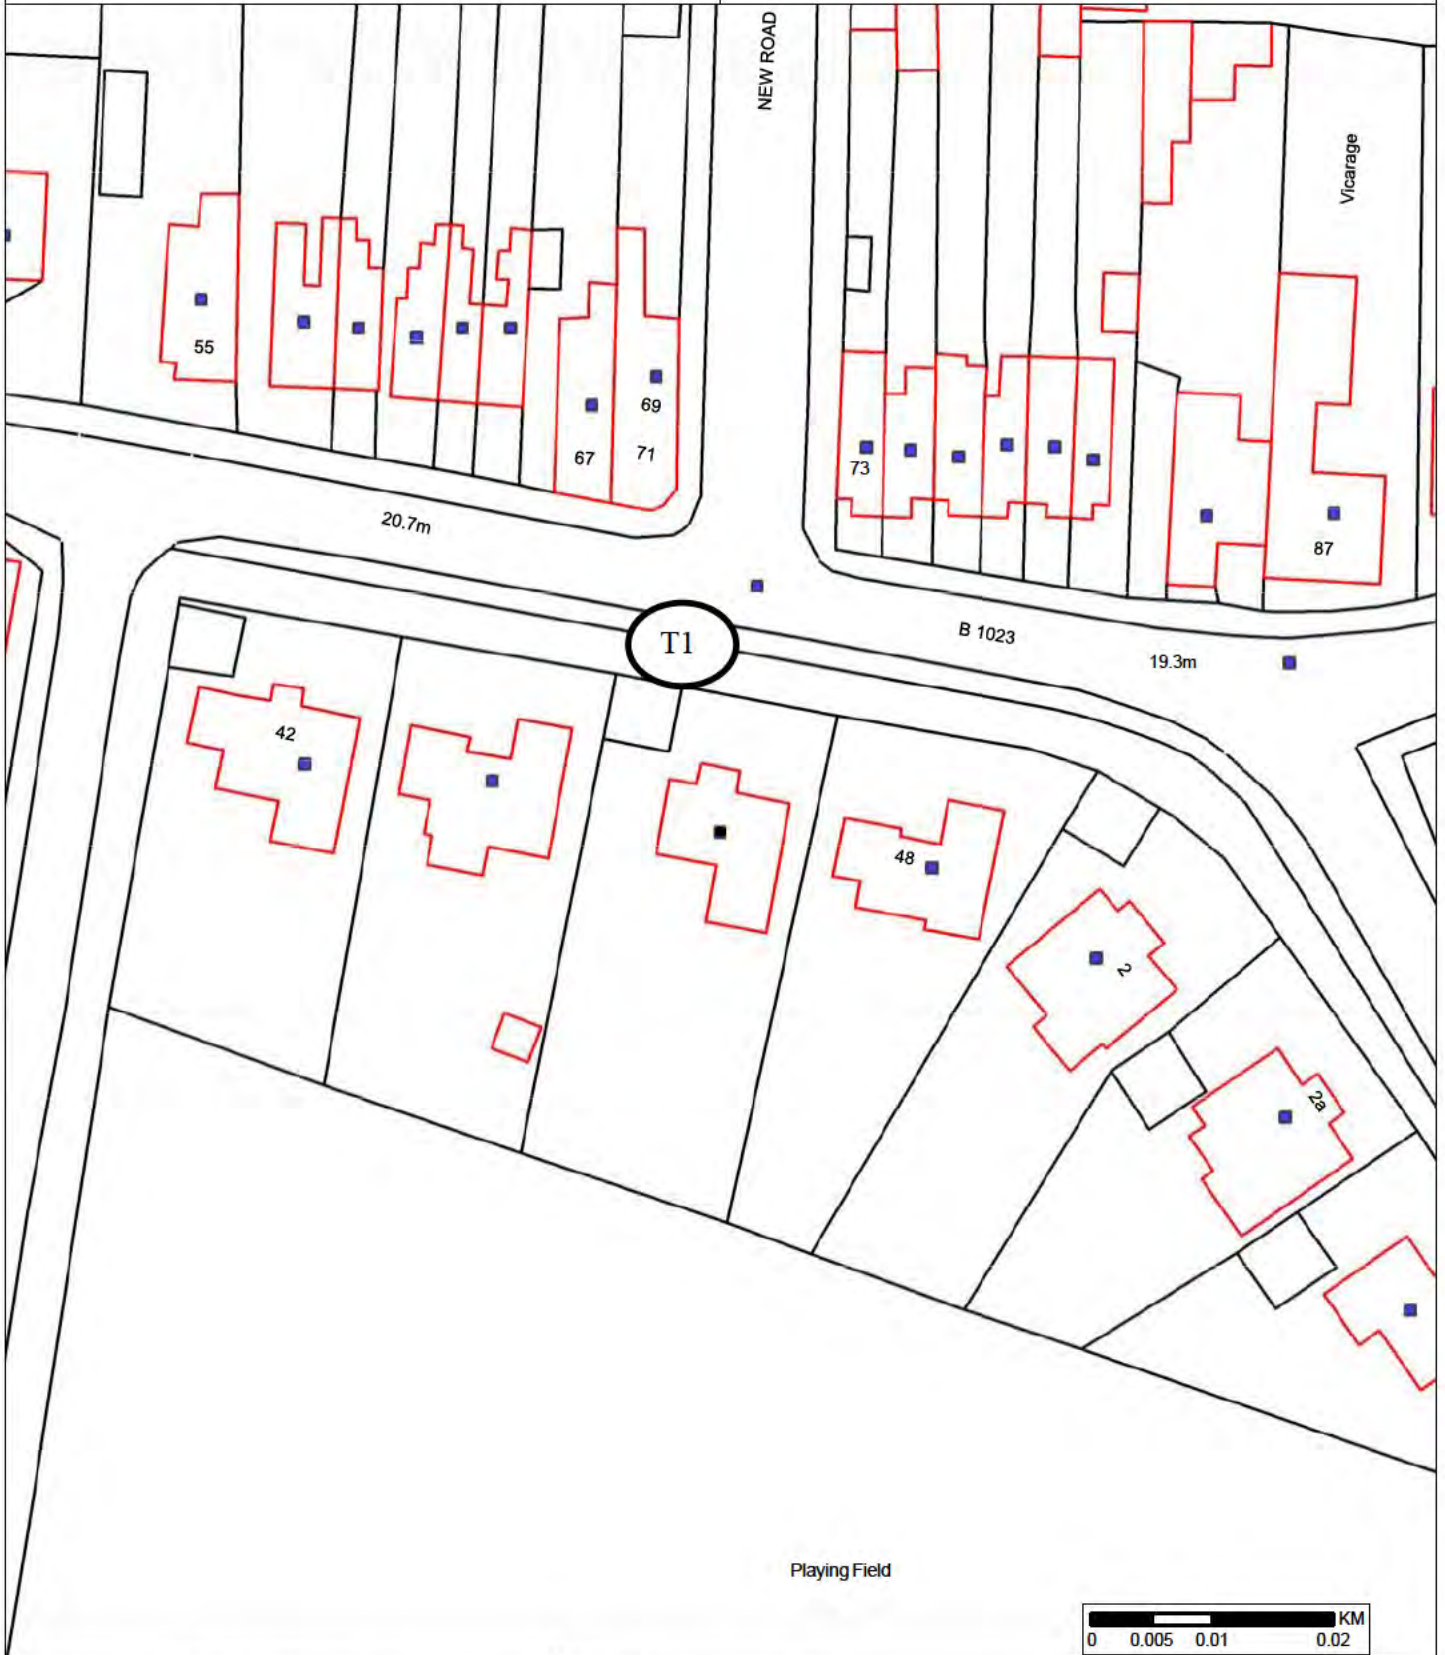 NEW ROAD
Vicarage
55
69
67
71
73
87
20.7m
B 1023
T1
19.3m
42
48
2
2a
Playing Field
KM
0 0.005 0.01 0.02